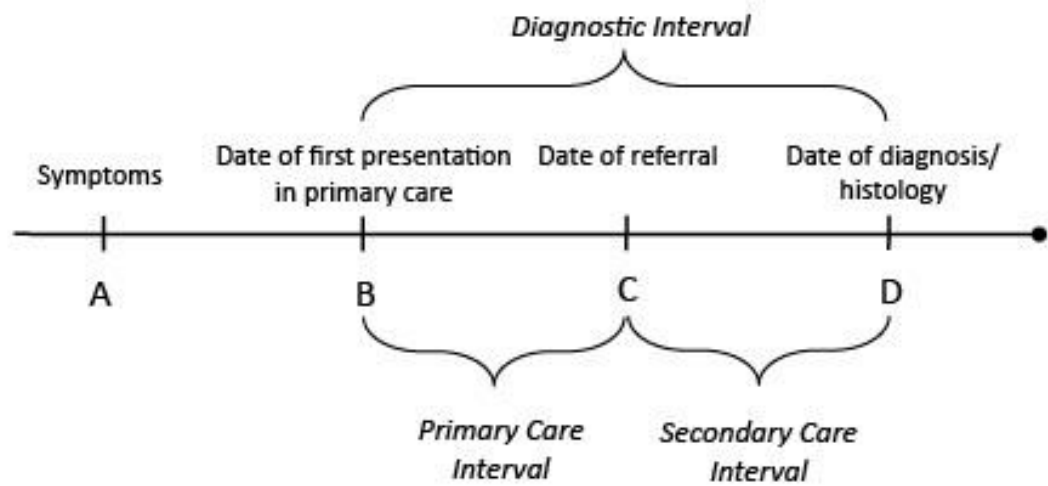 Diagnostic Interval
Symptoms
Date of first presentation
in primary care
Date of referral
Date of diagnosis/
histology
A
B
C
D
Primary Care
Interval
Secondary Care
Interval